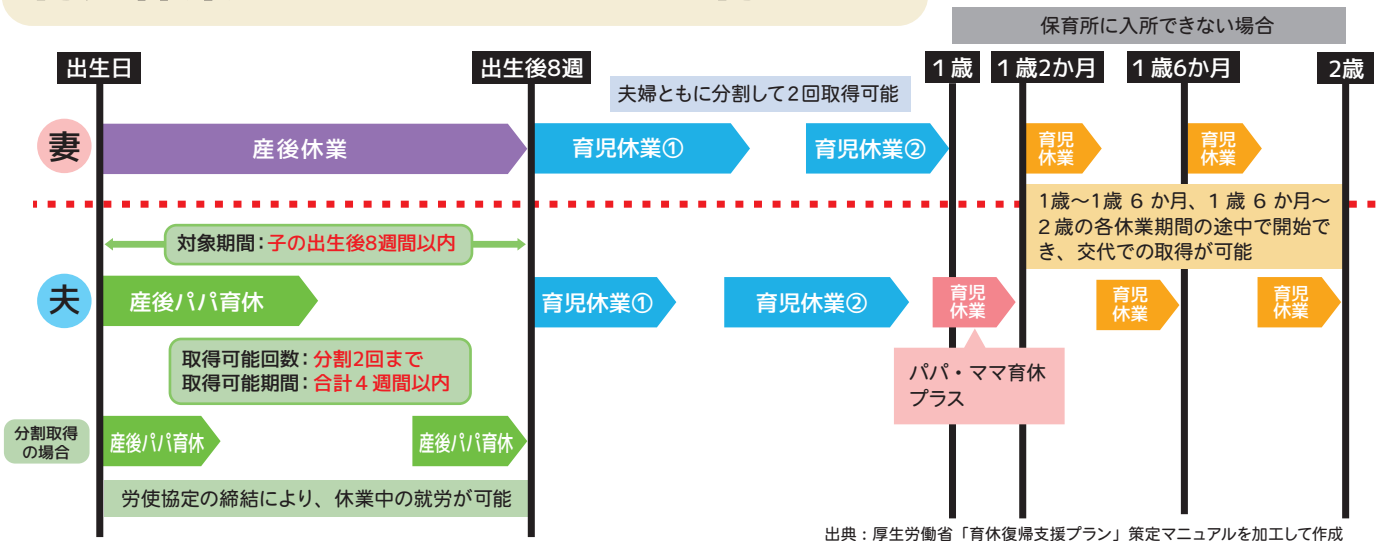 保育所に入所できない場合
出生日
出生後8週
1歳
1歳2か月
1歳6か月
2歳
夫婦ともに分割して2回取得可能
妻
産後休業
育児休業①
育児休業②
育児
休業
育児
休業
1歳～1歳 6 か月、1 歳 6 か月～
2 歳の各休業期間の途中で開始で
き、交代での取得が可能
対象期間：子の出生後8週間以内
夫
産後パパ育休
育児休業①
育児休業②
育児
休業
育児
休業
育児
休業
取得可能回数：分割2回まで
取得可能期間：合計4週間以内
パパ・ママ育休
プラス
分割取得
の場合
産後パパ育休
産後パパ育休
労使協定の締結により、休業中の就労が可能
出典：厚生労働省「育休復帰支援プラン」策定マニュアルを加工して作成